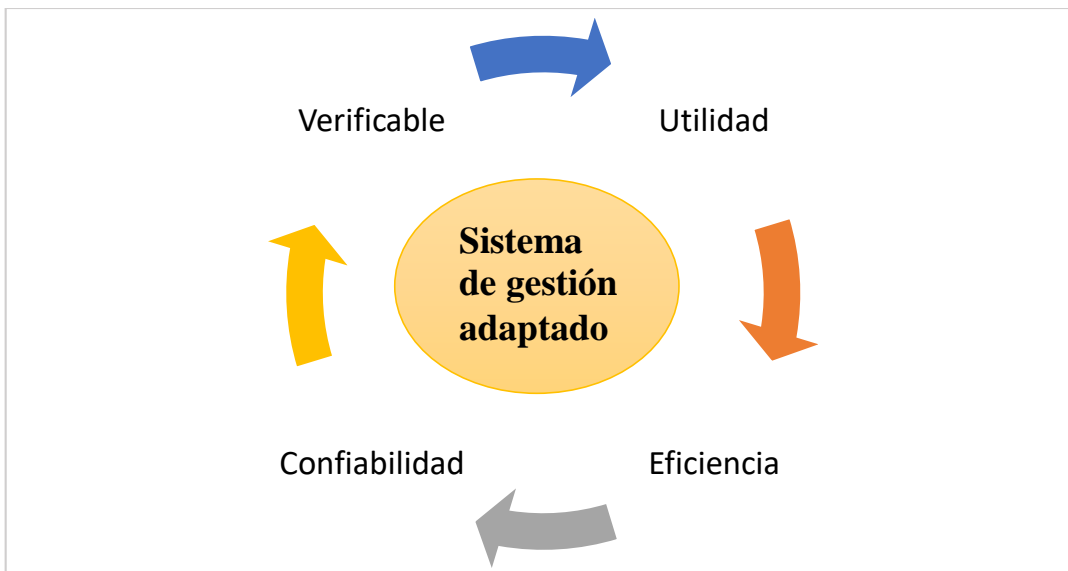 Verificable
Utilidad
Sistema
de gestión
adaptado
Confiabilidad
Eficiencia